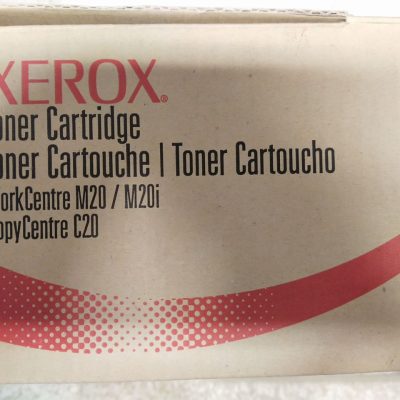 XEROX®
oner Cartridge
oner Cartouche | Toner Cartoucho
orkCentre M20 / M20i
opyCentre C20